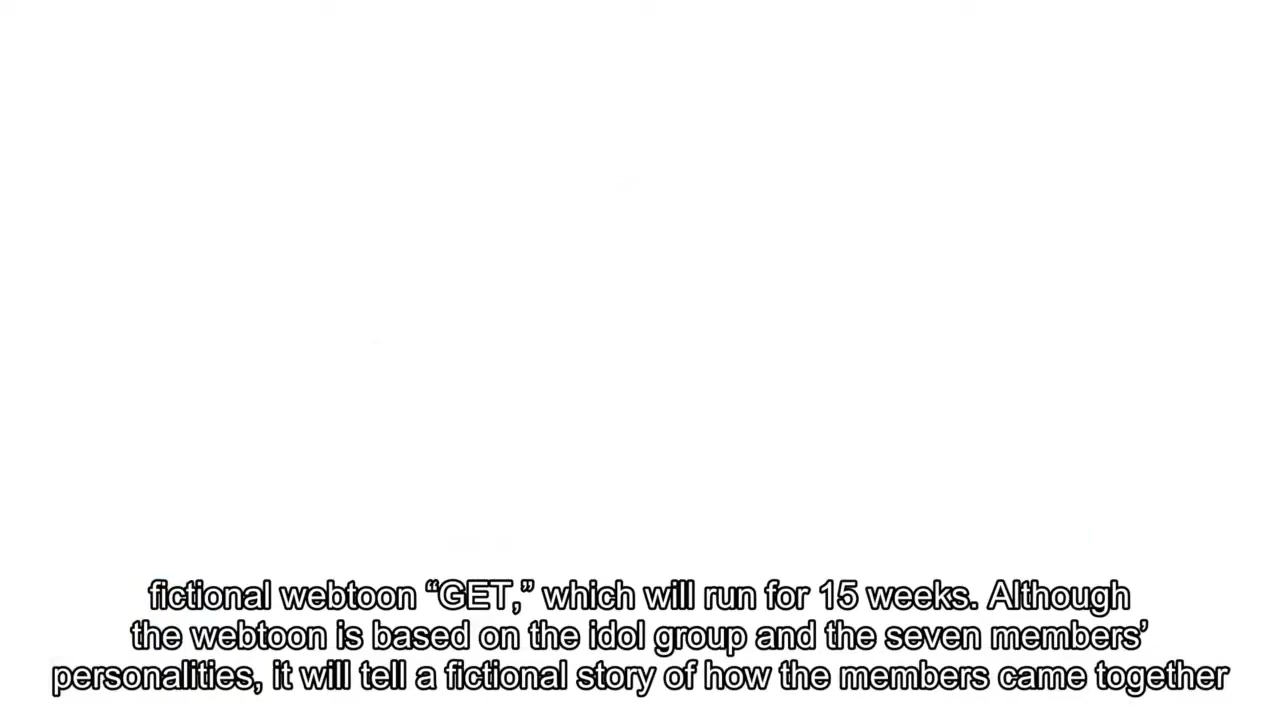 fictional webtoon “GET,” which will run for 15 weeks. Although
the webtoon is based on the idol group and the seven members’
personalities, it will tell a fictional story of how the members came together